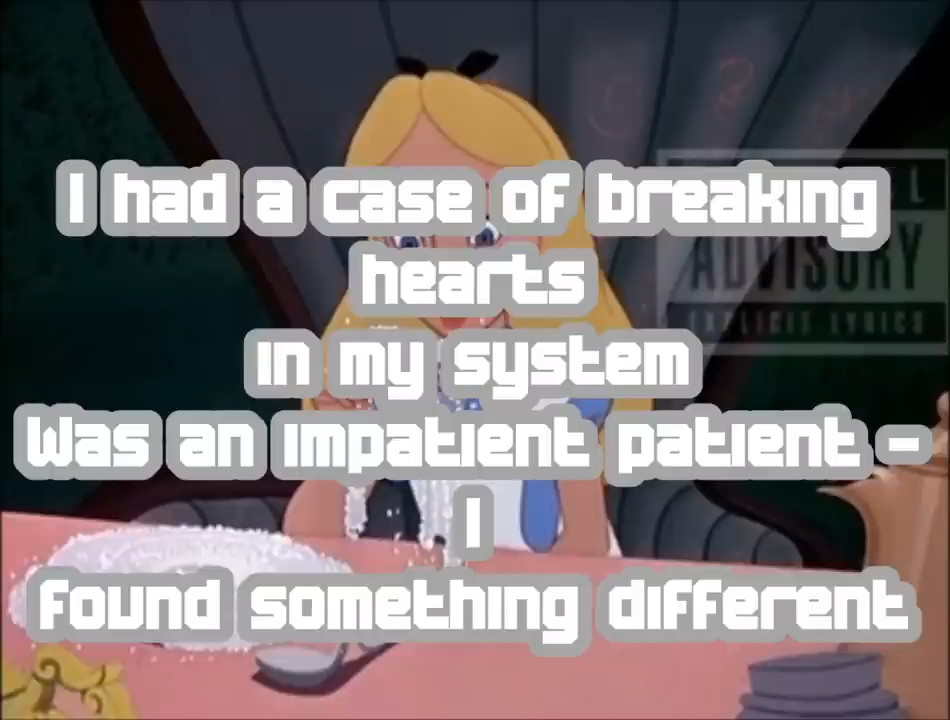 I had a case of breaking
hearts
in my system
Was an impatient patient -
I
found something different
L
ADVISORY
EXPLICIT LYRICS